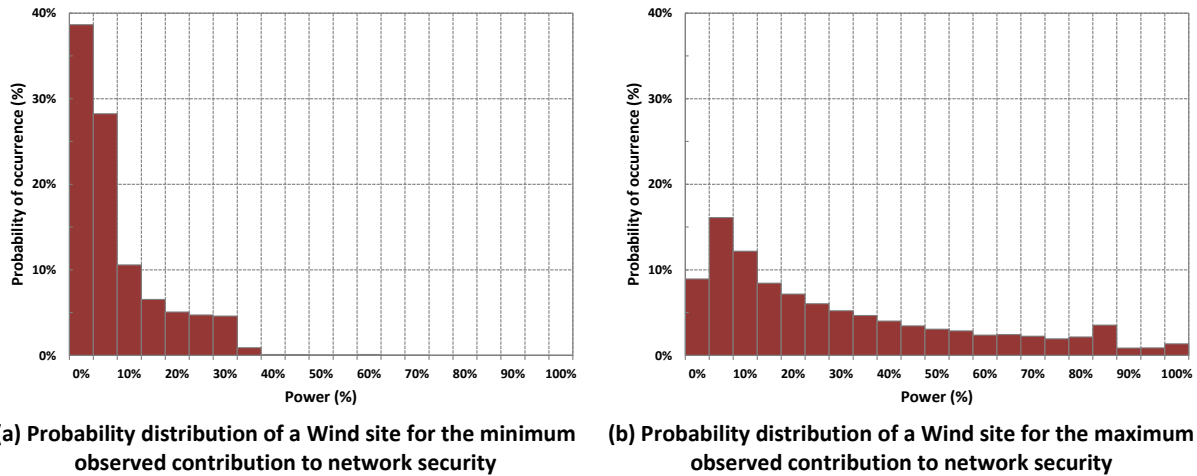 40%
30%
20%
10%
0%
Probability of occurrence (%)
0% 10% 20% 30% 40% 50% 60% 70% 80% 90% 100%
Power (%)
(a) Probability distribution of a Wind site for the minimum
observed contribution to network security
40%
30%
20%
10%
0%
Probability of occurrence (%)
0% 10% 20% 30% 40% 50% 60% 70% 80% 90% 100%
Power (%)
(b) Probability distribution of a Wind site for the maximum
observed contribution to network security